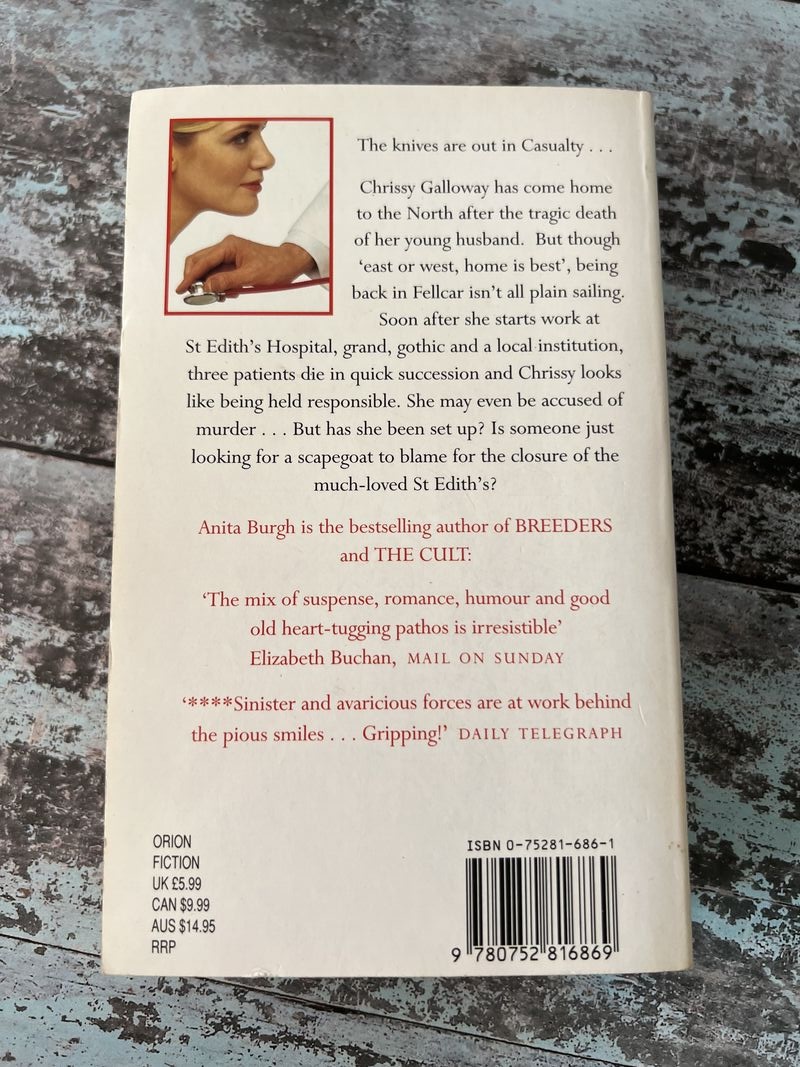 The knives are out in Casualty . . .
Chrissy Galloway has come home
to the North after the tragic death
of her young husband. But though
‘east or west, home is best’, being
back in Fellcar isn’t all plain sailing.
Soon after she starts work at
St Edith’s Hospital, grand, gothic and a local institution,
three patients die in quick succession and Chrissy looks
like being held responsible. She may even be accused of
murder . . . But has she been set up? Is someone just
looking for a scapegoat to blame for the closure of the
much-loved St Edith’s?
Anita Burgh is the bestselling author of BREEDERS
and THE CULT:
‘The mix of suspense, romance, humour and good
old heart-tugging pathos is irresistible’
Elizabeth Buchan, MAIL ON SUNDAY
‘****Sinister and avaricious forces are at work behind
the pious smiles . . . Gripping!’ DAILY TELEGRAPH
ORION
FICTION
UK £5.99
CAN $9.99
AUS $14.95
RRP
ISBN 0-75281-686-1
9 780752 816869